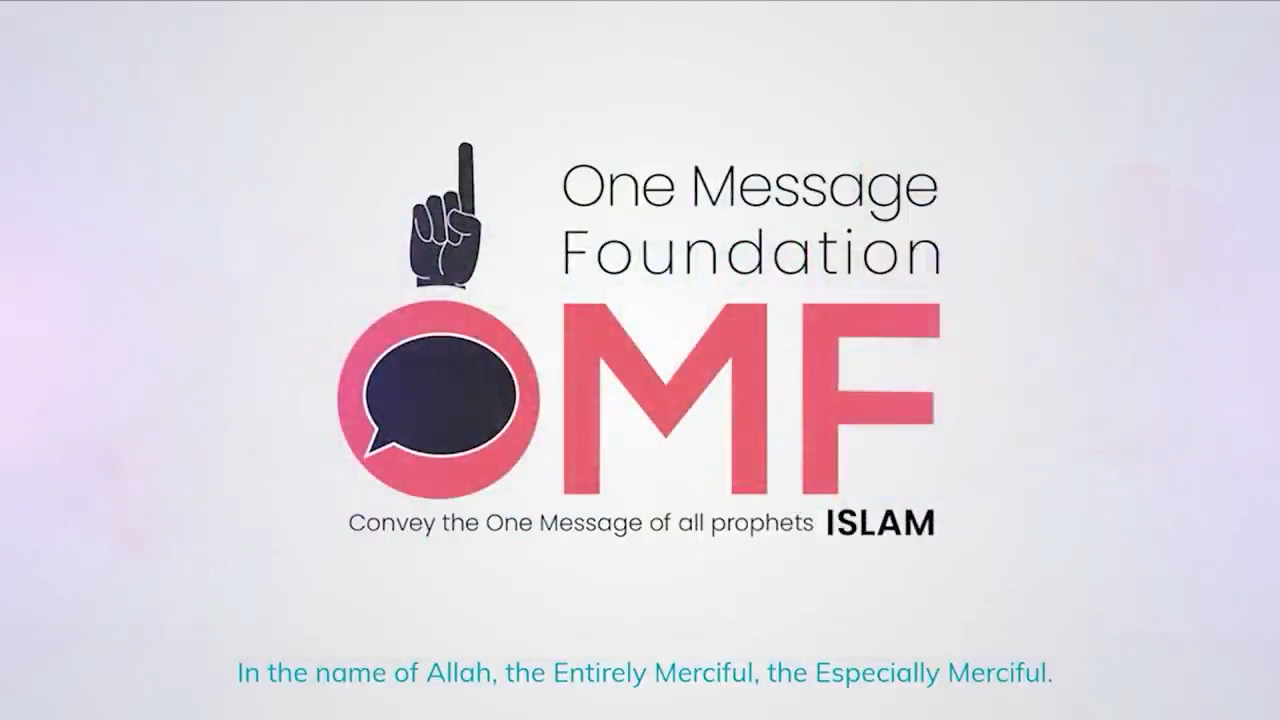 One Message
Foundation
OMF
Convey the One Message of all prophets ISLAM
In the name of Allah, the Entirely Merciful, the Especially Merciful.